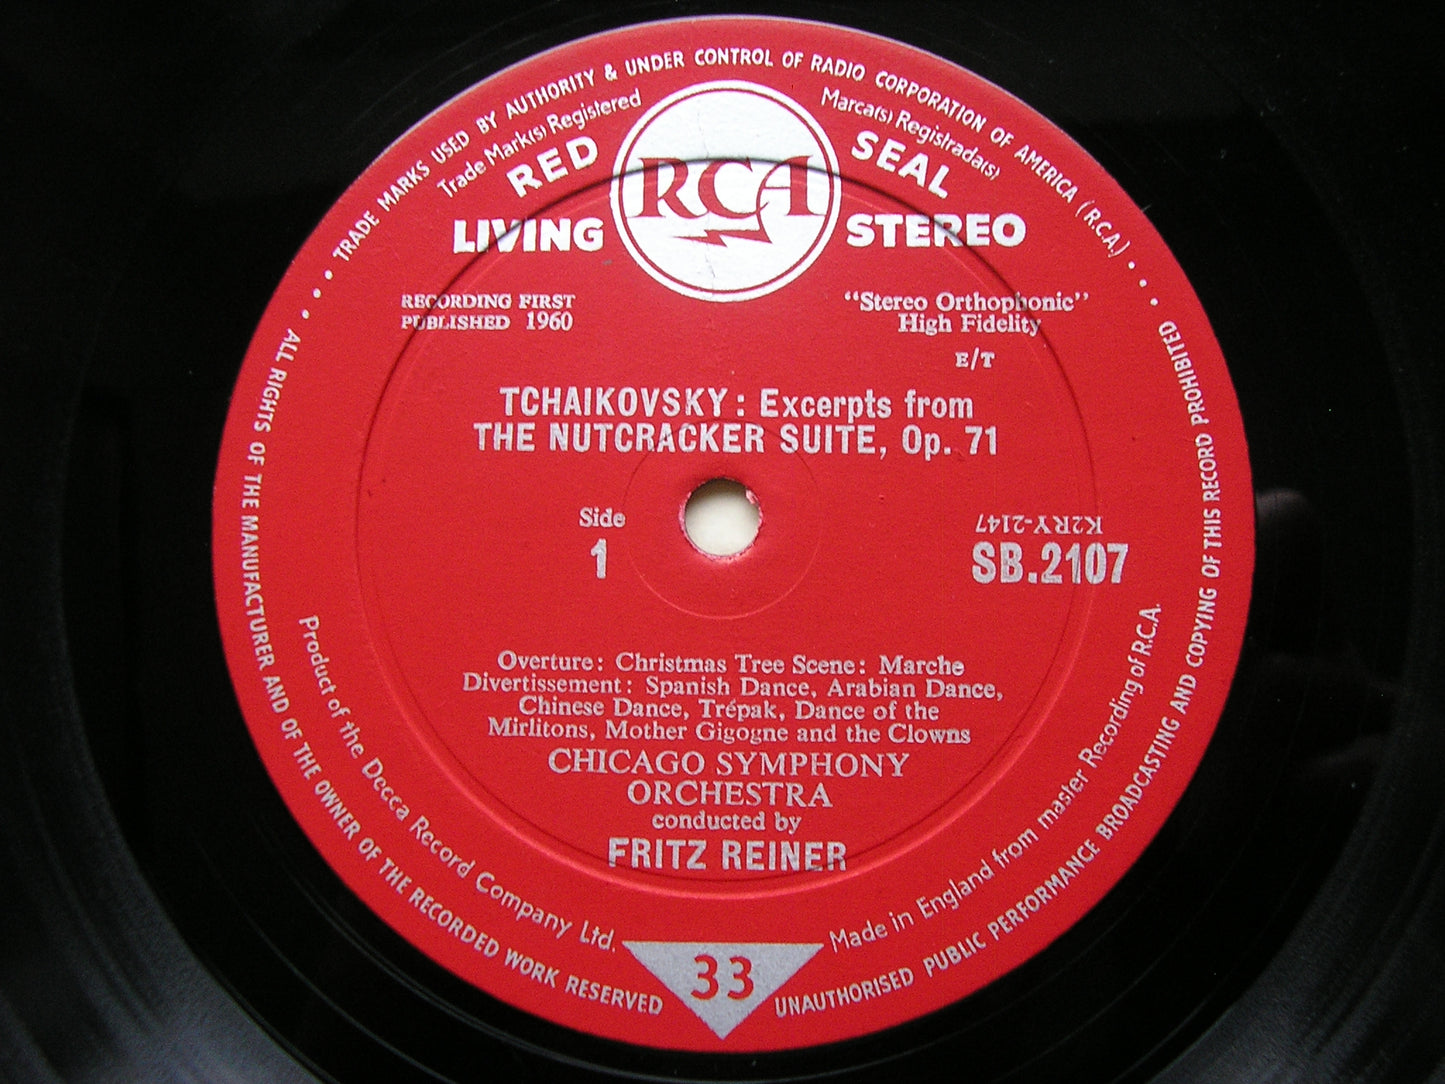 TRADE MARKS USED BY AUTHORITY & UNDER CONTROL OF RADIO CORPORATION OF AMERICA (R.C.A.)
Trade Mark(s) Registered
Marca(s) Registrada(s)
RED SEAL
RCA
LIVING STEREO
RECORDING FIRST
PUBLISHED 1960
"Stereo Orthophonic"
High Fidelity
E/T
TCHAIKOVSKY : Excerpts from
THE NUTCRACKER SUITE, Op. 71
Side
1
K2RY-2147
SB.2107
Overture : Christmas Tree Scene : Marche
Divertissement : Spanish Dance, Arabian Dance,
Chinese Dance, Trépak, Dance of the
Mirlitons, Mother Gigogne and the Clowns
CHICAGO SYMPHONY
ORCHESTRA
conducted by
FRITZ REINER
Product of the Decca Record Company Ltd.
Made in England from master Recording of R.C.A.
33
ALL RIGHTS OF THE MANUFACTURER AND OF THE OWNER OF THE RECORDED WORK RESERVED
UNAUTHORISED PUBLIC PERFORMANCE BROADCASTING AND COPYING OF THIS RECORD PROHIBITED